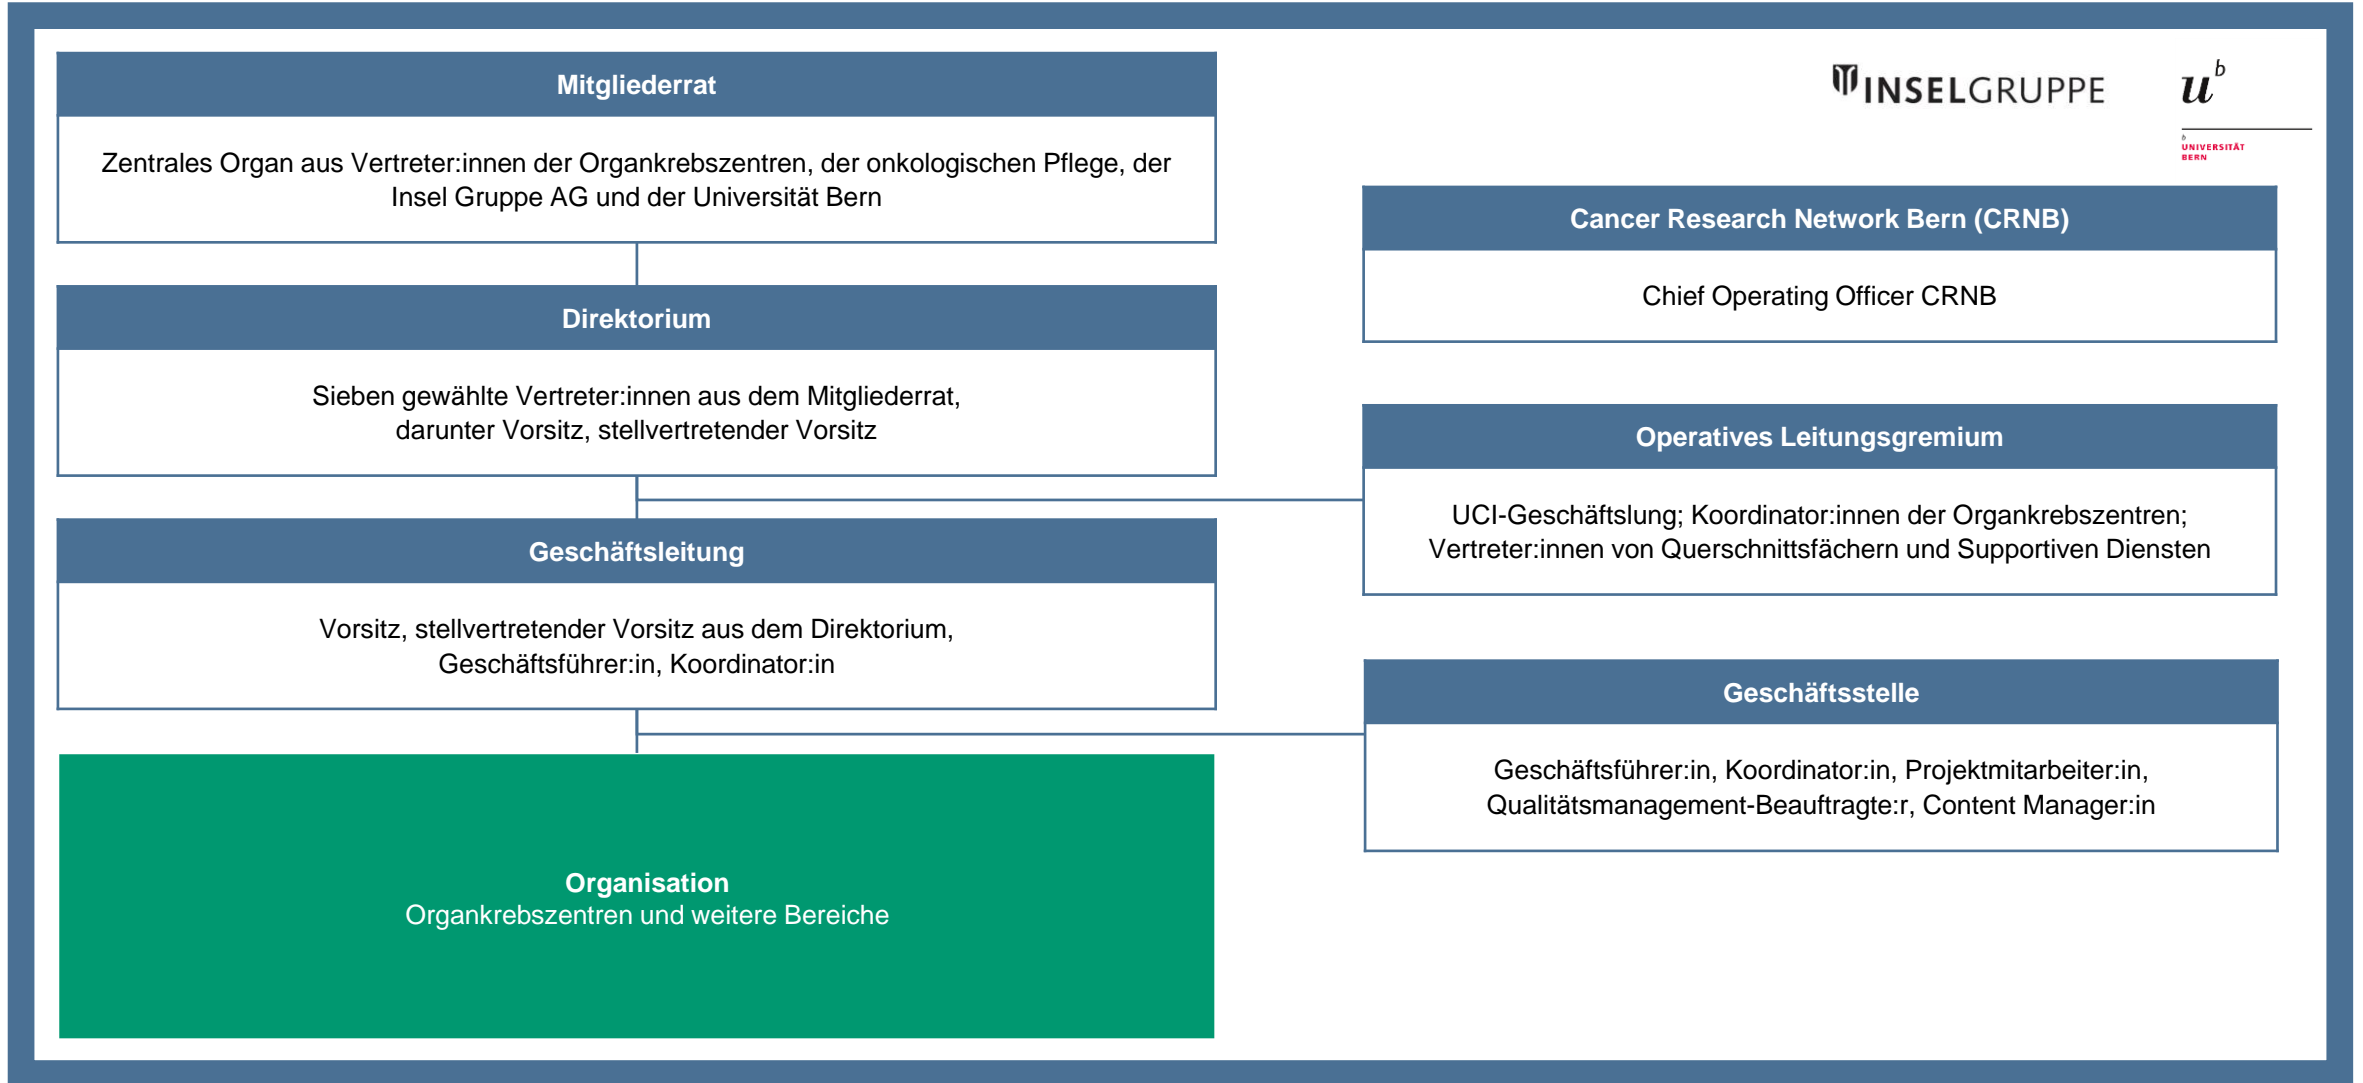 Mitgliederrat
Zentrales Organ aus Vertreter:innen der Organkrebszentren, der onkologischen Pflege, der
Insel Gruppe AG und der Universität Bern
Direktorium
Sieben gewählte Vertreter:innen aus dem Mitgliederrat,
darunter Vorsitz, stellvertretender Vorsitz
Geschäftsleitung
Vorsitz, stellvertretender Vorsitz aus dem Direktorium,
Geschäftsführer:in, Koordinator:in
Organisation
Organkrebszentren und weitere Bereiche
INSELGRUPPE
u b
b
UNIVERSITÄT
BERN
Cancer Research Network Bern (CRNB)
Chief Operating Officer CRNB
Operatives Leitungsgremium
UCI-Geschäftslung; Koordinator:innen der Organkrebszentren;
Vertreter:innen von Querschnittsfächern und Supportiven Diensten
Geschäftsstelle
Geschäftsführer:in, Koordinator:in, Projektmitarbeiter:in,
Qualitätsmanagement-Beauftragte:r, Content Manager:in